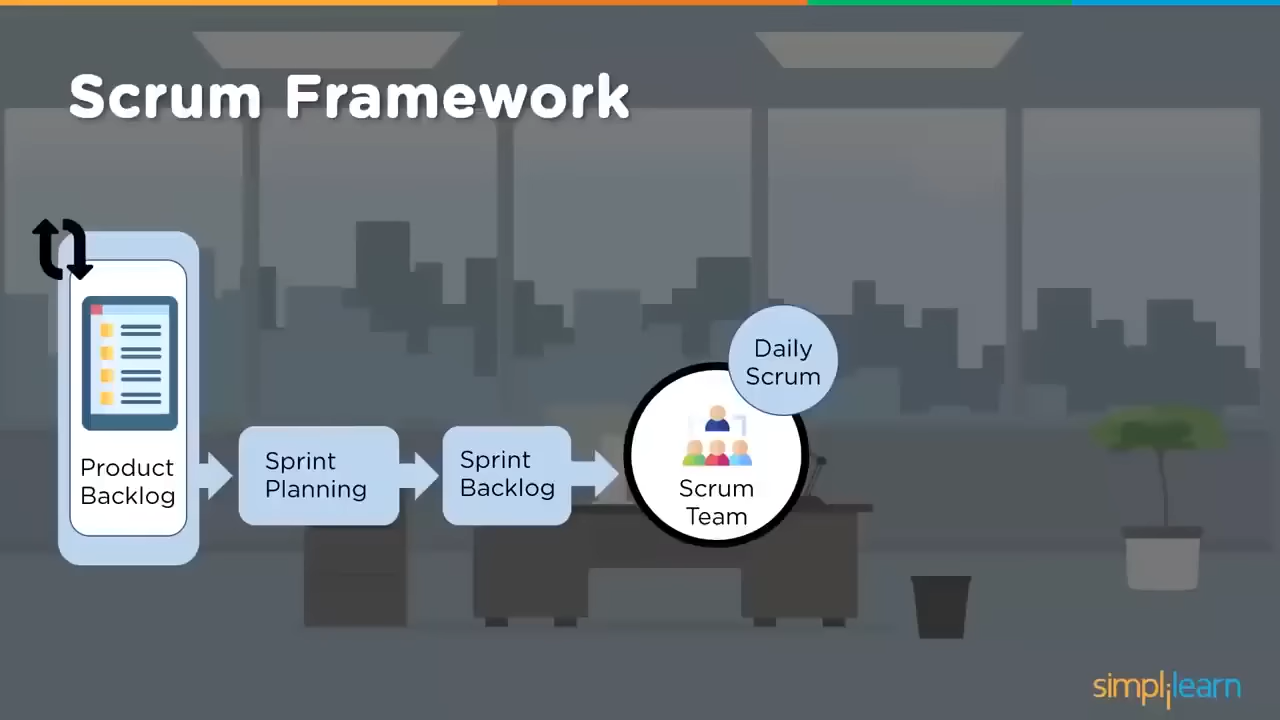 Scrum Framework
Product
Backlog
Sprint
Planning
Sprint
Backlog
Scrum
Team
Daily
Scrum
simplilearn